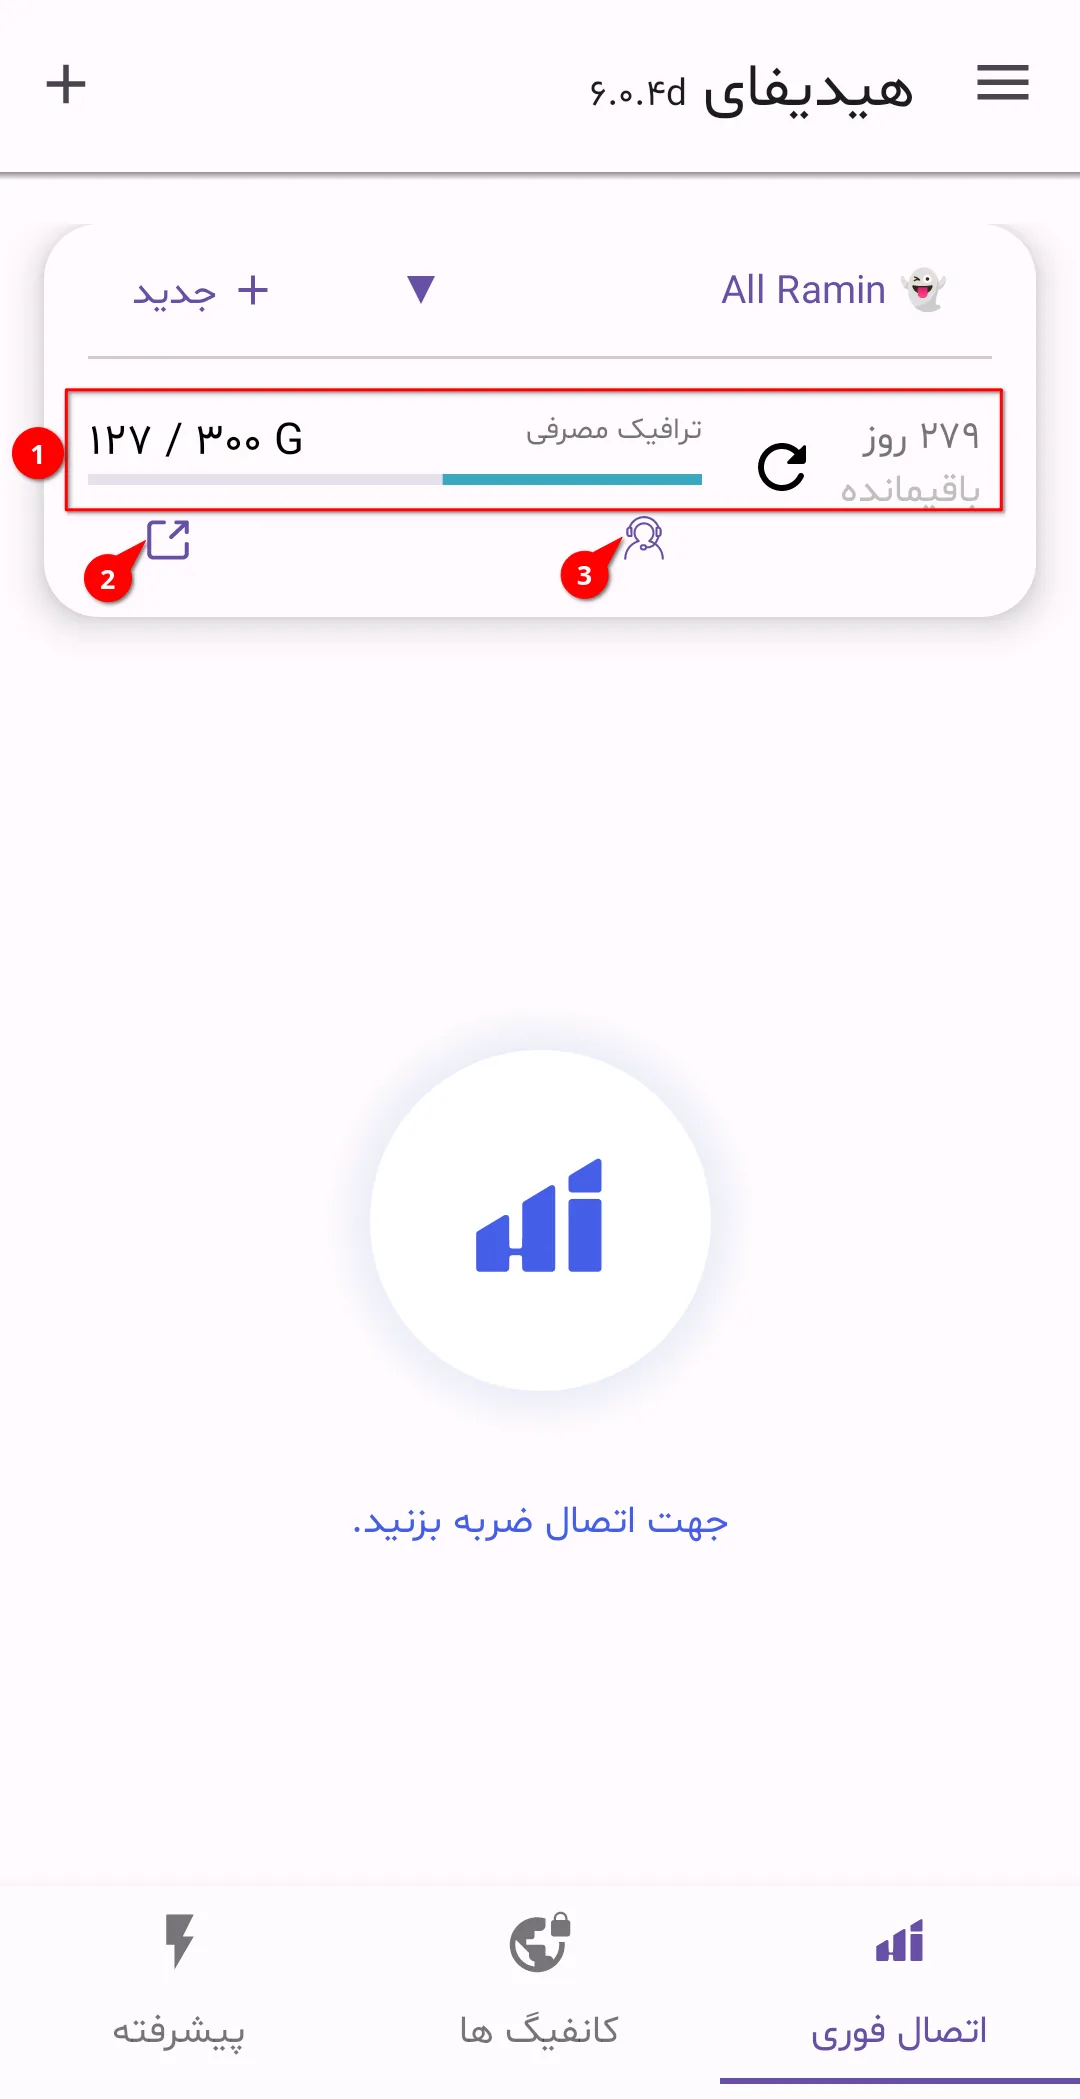 هیدیفای ۶.۰.۴d
All Ramin 👻
+ جدید
۲۷۹ روز
باقیمانده
ترافیک مصرفی
۱۲۷ / ۳۰۰ G
1
2
3
جهت اتصال ضربه بزنید.
اتصال فوری
کانفیگ ها
پیشرفته